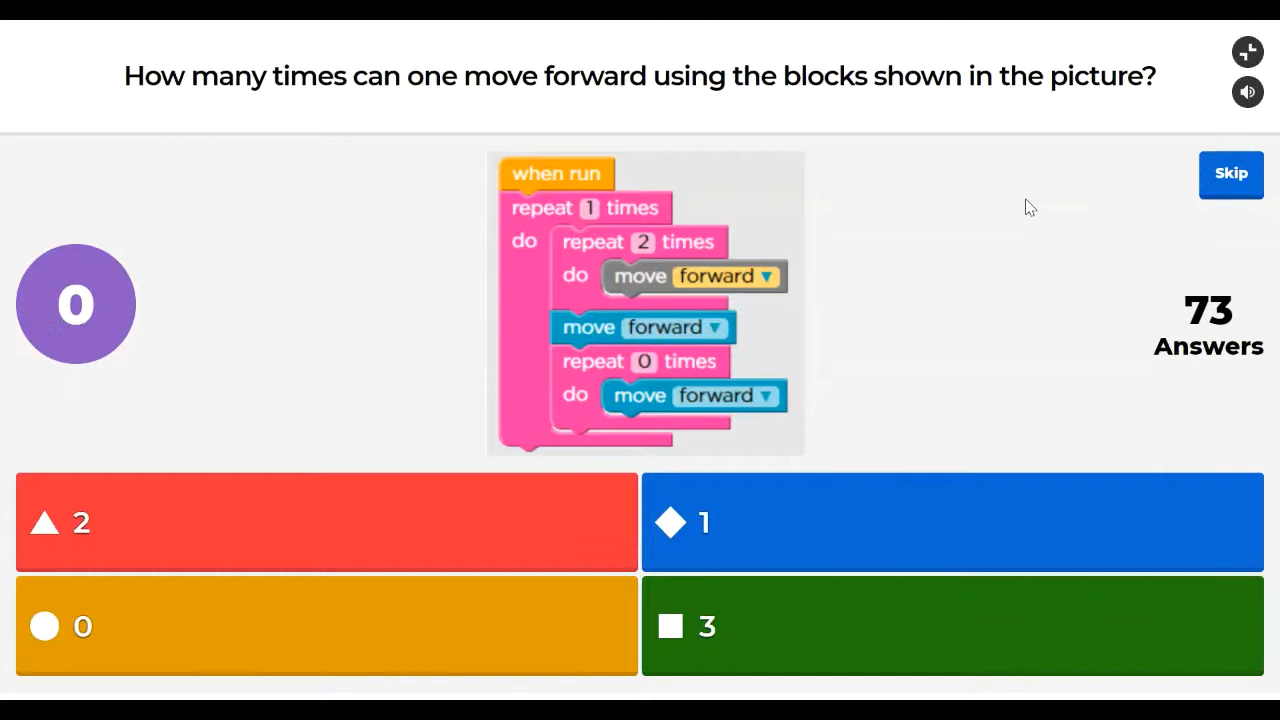 How many times can one move forward using the blocks shown in the picture?
Skip
when run
repeat 1 times
do repeat 2 times
do move forward
move forward
repeat 0 times
do move forward
0
73
Answers
2
1
0
3